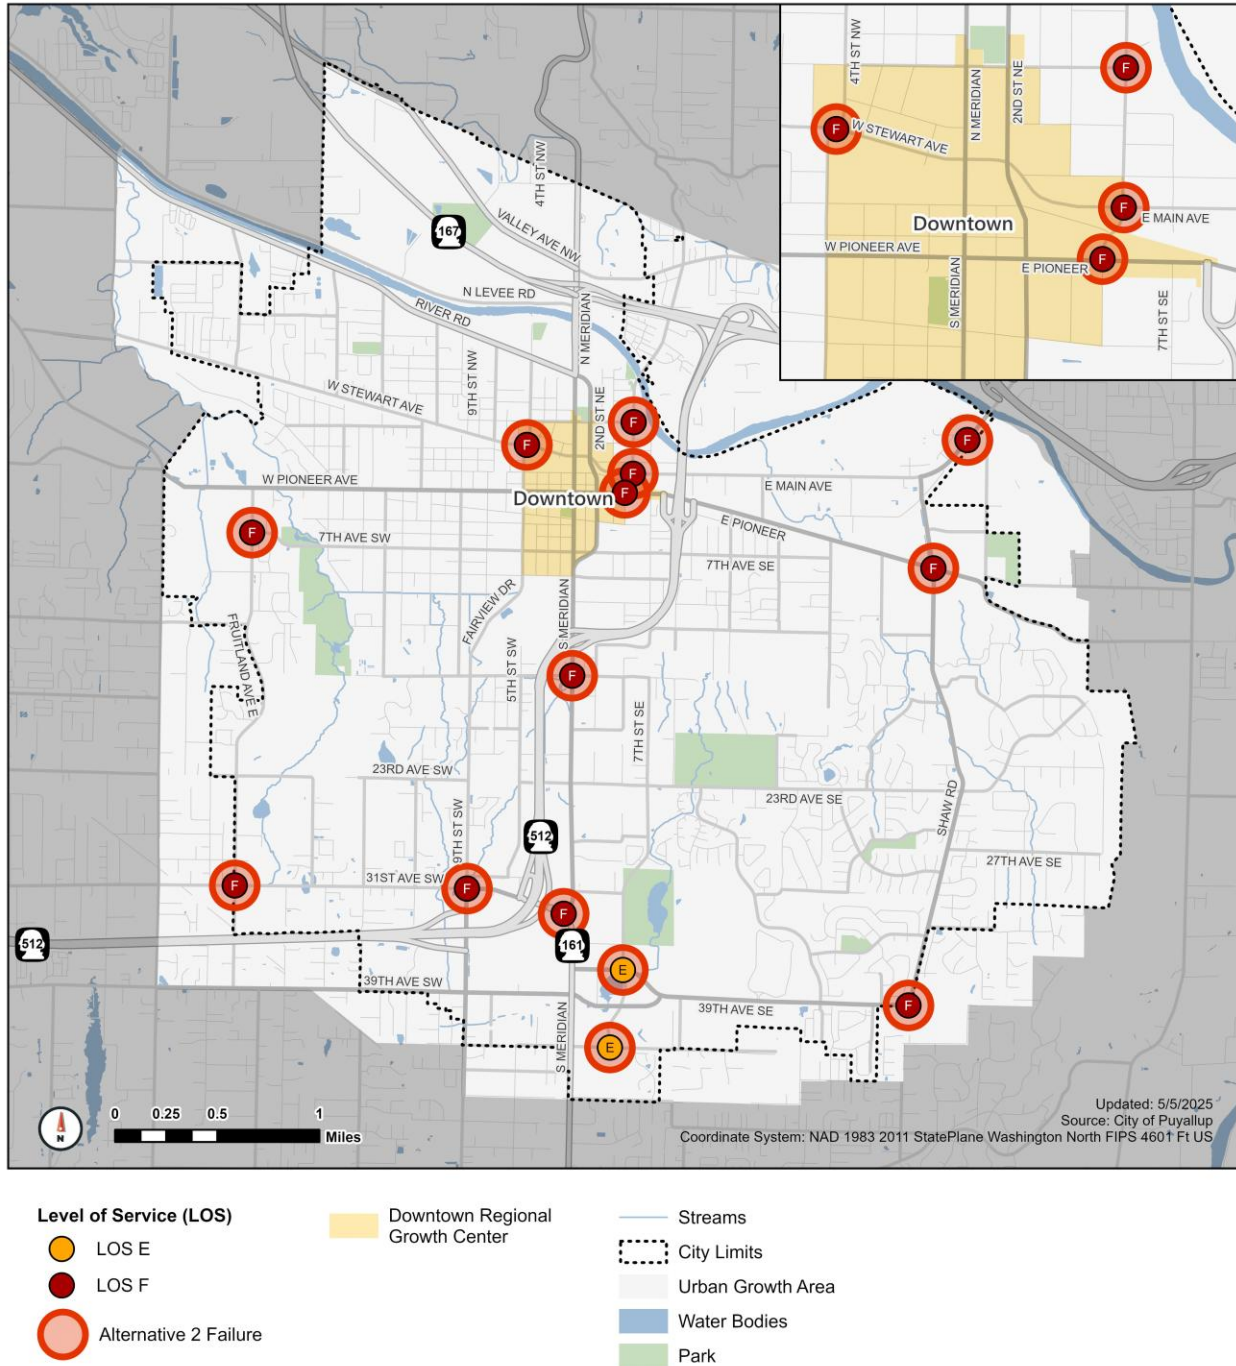 4TH ST NW
167
VALLEY AVE NW
N LEVEE RD
RIVER RD
N MERIDIAN
9TH ST NW
W STEWART AVE
2ND ST NE
F
F
F
F
F
W PIONEER AVE
Downtown
E MAIN AVE
E PIONEER
F
7TH AVE SW
7TH AVE SE
F
FAIRVIEW DR
S MERIDIAN
FRUITLAND AVE E
5TH ST SW
F
7TH ST SE
23RD AVE SW
23RD AVE SE
SHAW RD
512
9TH ST SW
27TH AVE SE
31ST AVE SW
F
F
F
512
161
E
39TH AVE SW
39TH AVE SE
F
S MERIDIAN
E
4TH ST NW
N MERIDIAN
2ND ST NE
F
F
W STEWART AVE
F
E MAIN AVE
Downtown
W PIONEER AVE
E PIONEER
F
S MERIDIAN
7TH ST SE
N
0 0.25 0.5 1
Miles
Updated: 5/5/2025
Source: City of Puyallup
Coordinate System: NAD 1983 2011 StatePlane Washington North FIPS 4601 Ft US
Level of Service (LOS)
LOS E
LOS F
Alternative 2 Failure
Downtown Regional
Growth Center
Streams
City Limits
Urban Growth Area
Water Bodies
Park